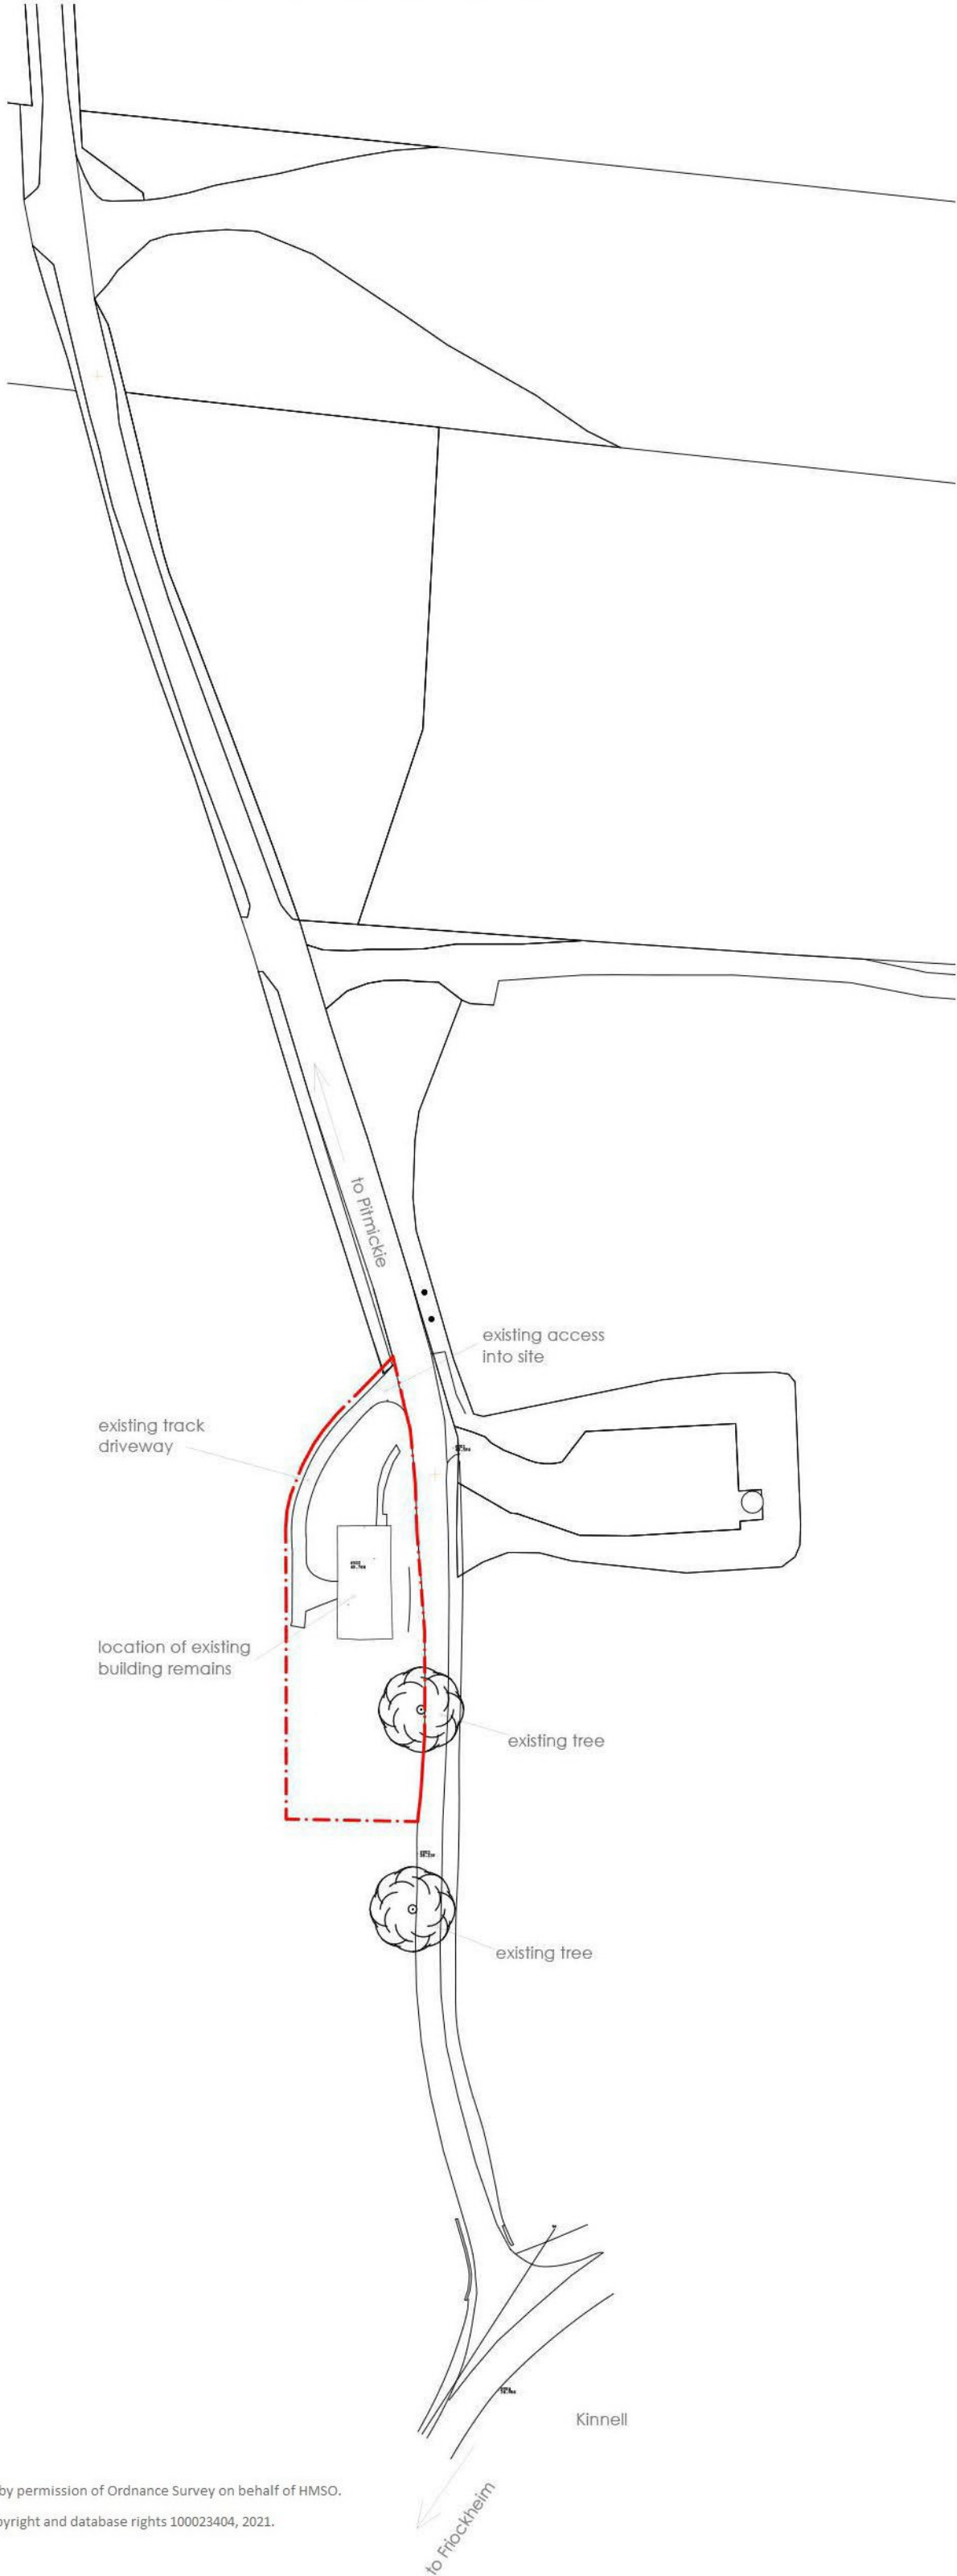 to Pitmickie
existing access
into site
existing track
driveway
location of existing
building remains
existing tree
existing tree
Kinnell
by permission of Ordnance Survey on behalf of HMSO.
pyright and database rights 100023404, 2021.
to Friockheim